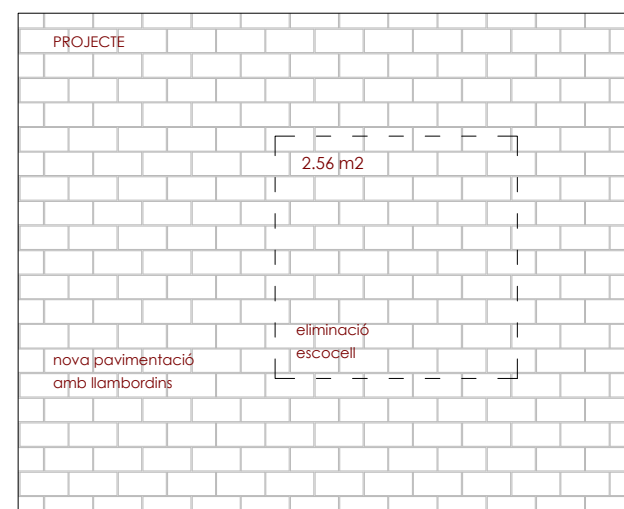 PROJECTE
2.56 m2
eliminació
escocell
nova pavimentació
amb llambordins